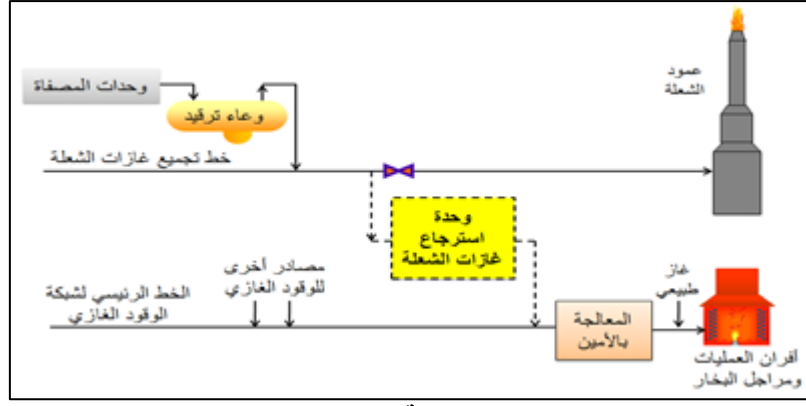 عمود
الشعلة
وحدات المصفاة
وعاء ترقيد
خط تجميع غازات الشعلة
وحدة
استرجاع
غازات الشعلة
مصادر أخرى
للوقود الغازي
الخط الرئيسي لشبكة
الوقود الغازي
غاز
طبيعي
المعالجة
بالأمين
أفران العمليات
ومراجل البخار